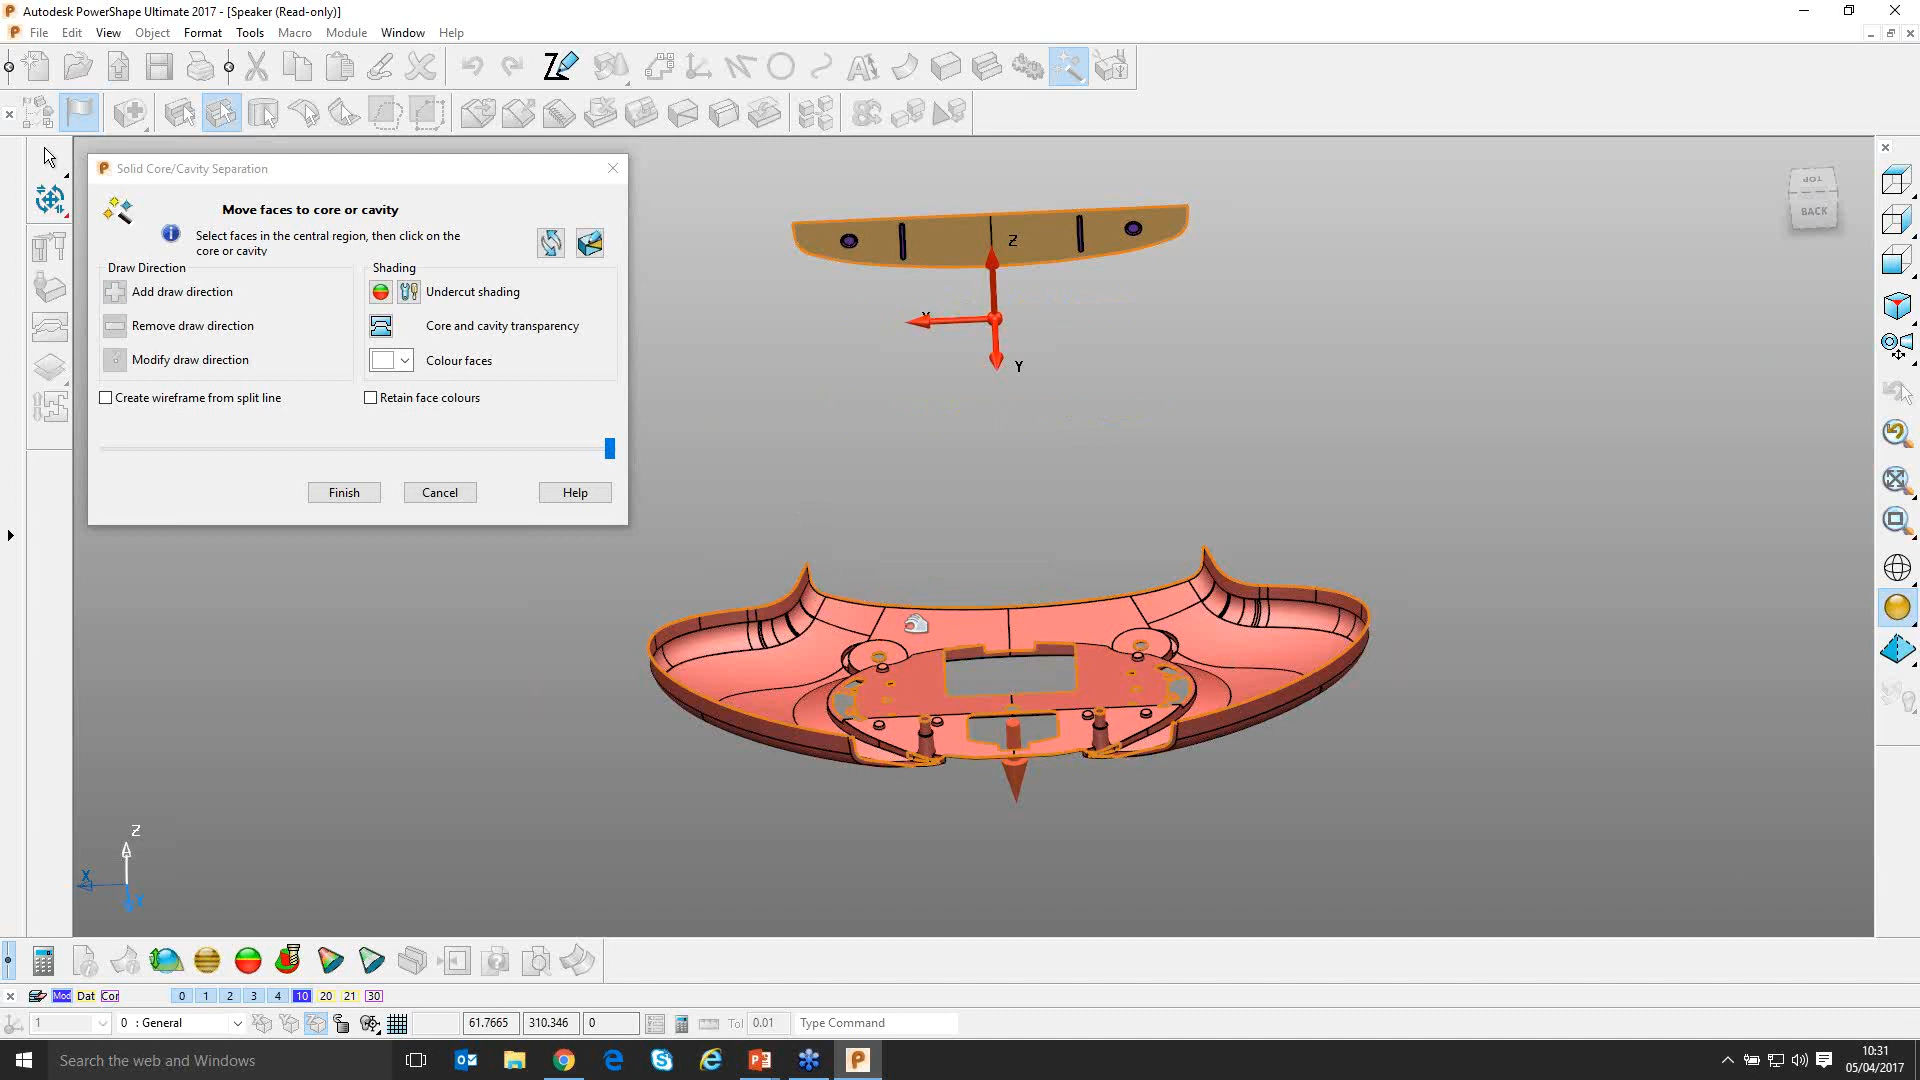 Autodesk PowerShape Ultimate 2017 - [Speaker (Read-only)]
File Edit View Object Format Tools Macro Module Window Help
Solid Core/Cavity Separation
Move faces to core or cavity
Select faces in the central region, then click on the
core or cavity
Draw Direction
Shading
Add draw direction
Undercut shading
Remove draw direction
Core and cavity transparency
Modify draw direction
Colour faces
Create wireframe from split line
Retain face colours
Finish
Cancel
Help
TOP
BACK
Z
X
Y
Z
X
Y
Mod Dat Cor 0 1 2 3 4 10 20 21 30
1
0 : General
61.7665
310.346
0
Tol
0.01
Type Command
Search the web and Windows
10:31
05/04/2017